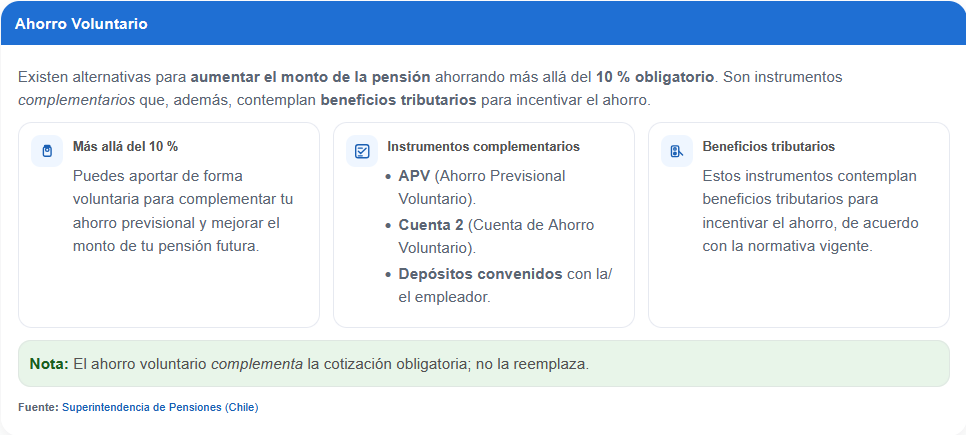 Ahorro Voluntario
Existen alternativas para aumentar el monto de la pensión ahorrando más allá del 10 % obligatorio. Son instrumentos
complementarios que, además, contemplan beneficios tributarios para incentivar el ahorro.
Más allá del 10 %
Puedes aportar de forma
voluntaria para complementar tu
ahorro previsional y mejorar el
monto de tu pensión futura.
Instrumentos complementarios
• APV (Ahorro Previsional
Voluntario).
• Cuenta 2 (Cuenta de Ahorro
Voluntario).
• Depósitos convenidos con la/
el empleador.
Beneficios tributarios
Estos instrumentos contemplan
beneficios tributarios para
incentivar el ahorro, de acuerdo
con la normativa vigente.
Nota: El ahorro voluntario complementa la cotización obligatoria; no la reemplaza.
Fuente: Superintendencia de Pensiones (Chile)